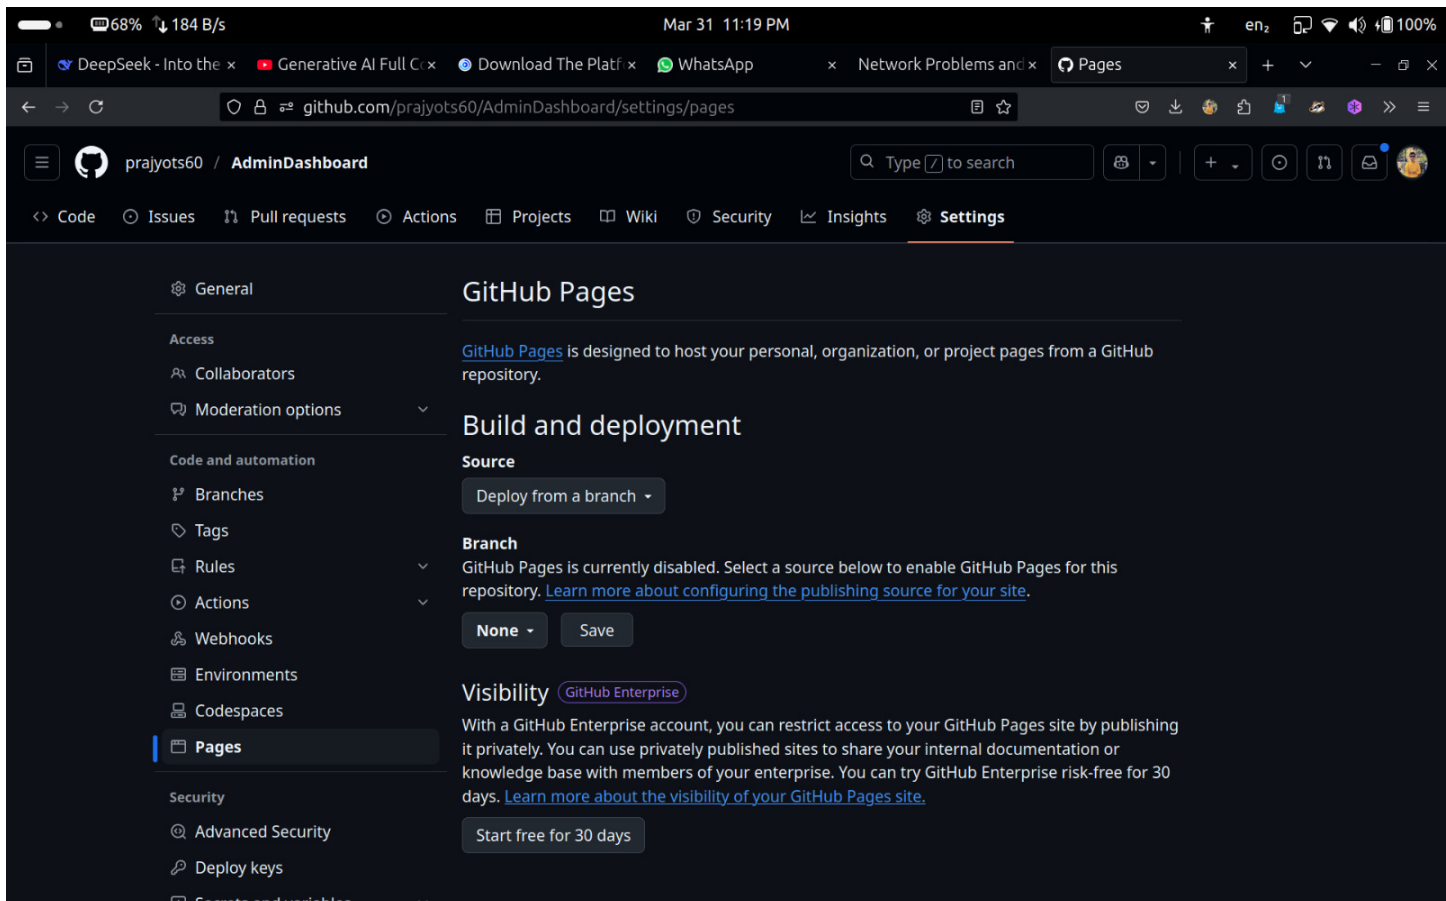 68% 184 B/s Mar 31 11:19 PM en₂ 100%
DeepSeek - Into the Generative AI Full Co Download The Platf WhatsApp Network Problems and Pages
github.com/prajyots60/AdminDashboard/settings/pages 1
prajyots60 / AdminDashboard Type / to search
Code Issues Pull requests Actions Projects Wiki Security Insights Settings
General
Access
Collaborators
Moderation options
Code and automation
Branches
Tags
Rules
Actions
Webhooks
Environments
Codespaces
Pages
Security
Advanced Security
Deploy keys
Secrets and variables
GitHub Pages
GitHub Pages is designed to host your personal, organization, or project pages from a GitHub
repository.
Build and deployment
Source
Deploy from a branch
Branch
GitHub Pages is currently disabled. Select a source below to enable GitHub Pages for this
repository. Learn more about configuring the publishing source for your site.
None Save
Visibility GitHub Enterprise
With a GitHub Enterprise account, you can restrict access to your GitHub Pages site by publishing
it privately. You can use privately published sites to share your internal documentation or
knowledge base with members of your enterprise. You can try GitHub Enterprise risk-free for 30
days. Learn more about the visibility of your GitHub Pages site.
Start free for 30 days